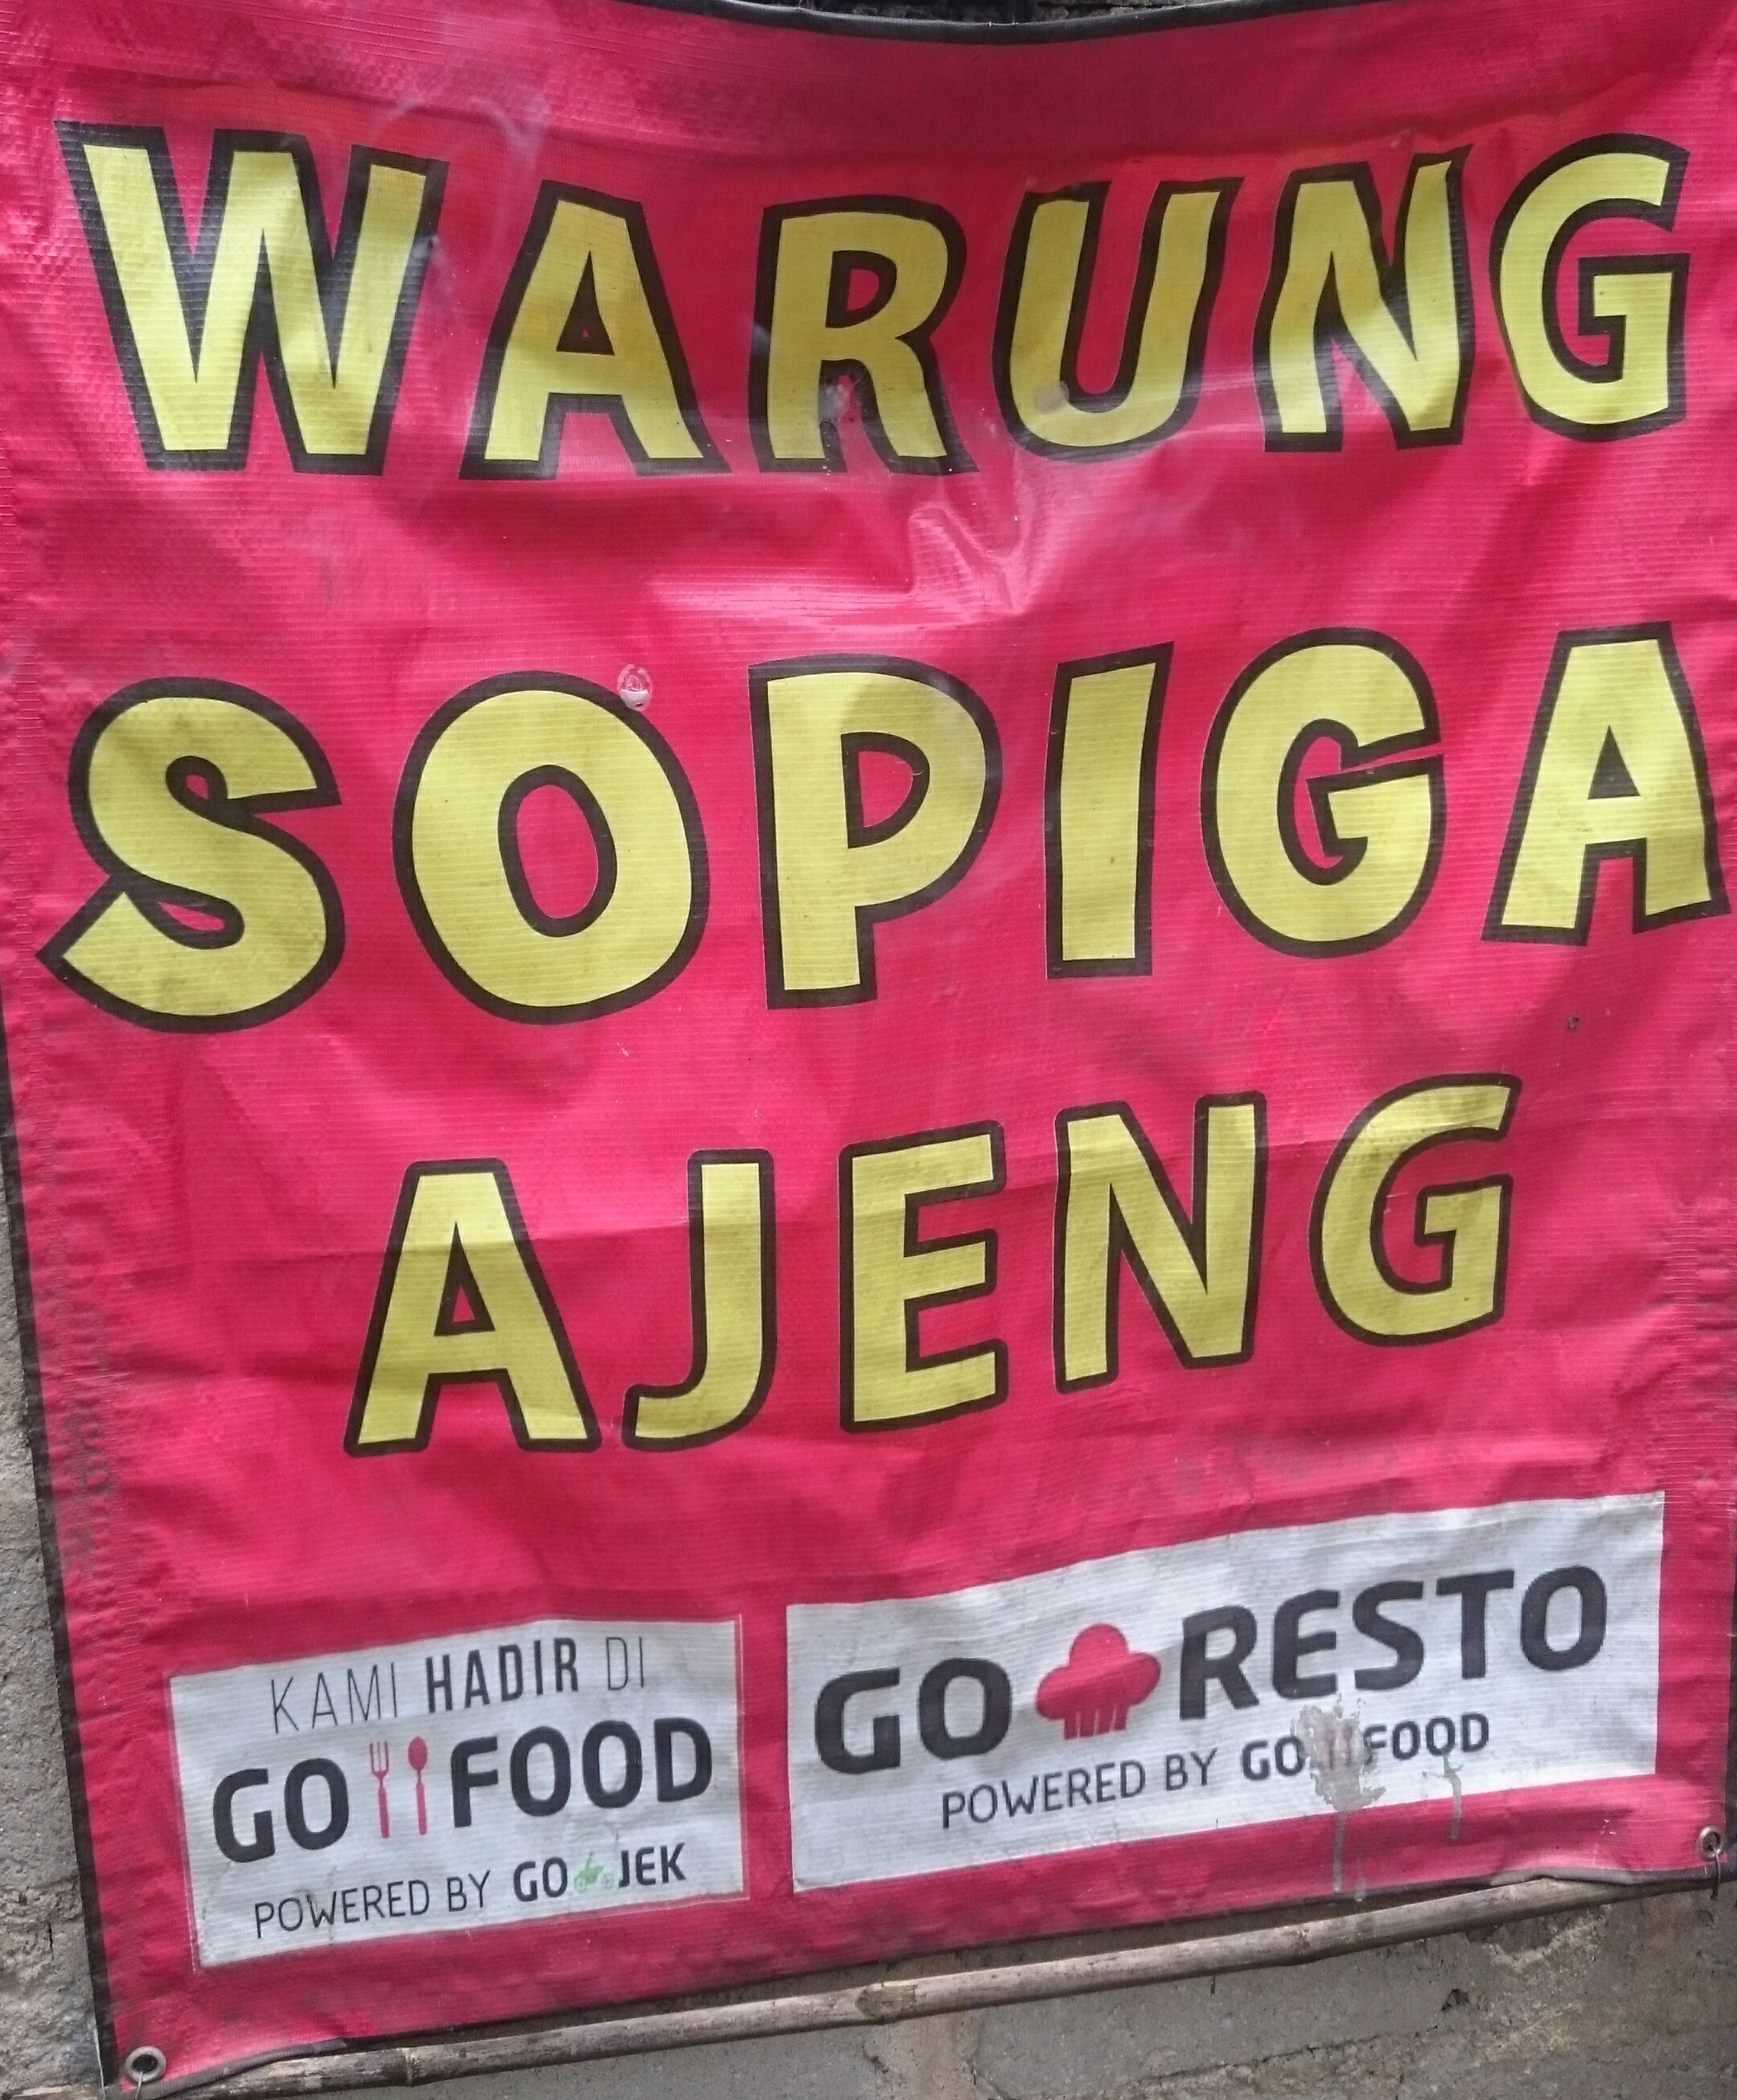 WARUNG
SOPIGA
AJENG
KAMI HADIR DI
GO FOOD
POWERED BY GO JEK
GO RESTO
POWERED BY GO FOOD